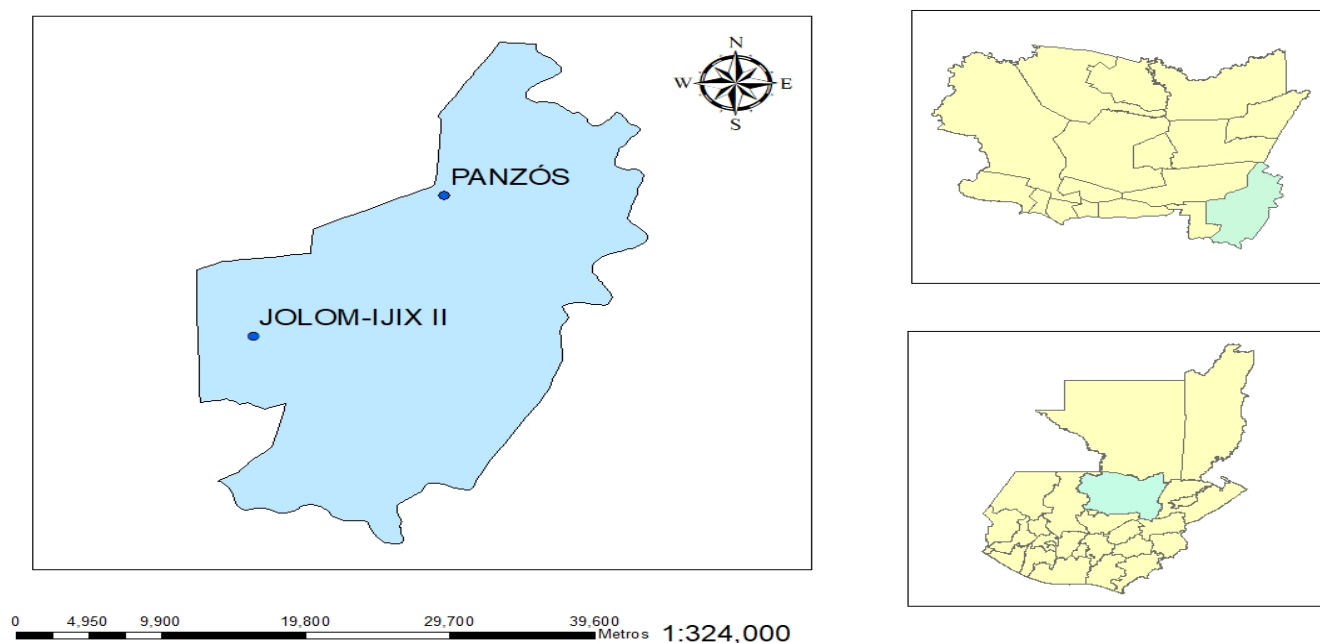 N
W E
S
PANZÓS
JOLOM-IJIX II
0 4,950 9,900 19,800 29,700 39,600
Metros 1:324,000